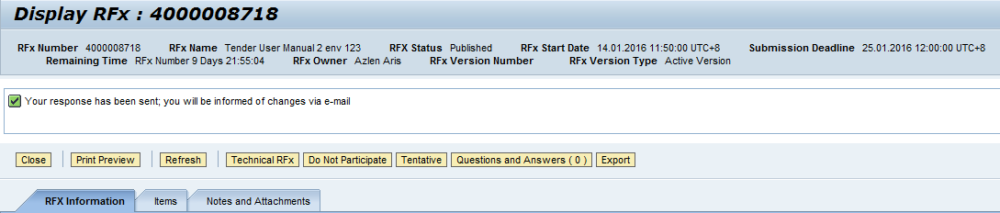 Display RFx : 4000008718
RFx Number 4000008718 RFx Name Tender User Manual 2 env 123 RFX Status Published RFx Start Date 14.01.2016 11:50:00 UTC+8 Submission Deadline 25.01.2016 12:00:00 UTC+8
Remaining Time RFx Number 9 Days 21:55:04 RFx Owner Azlen Aris RFx Version Number RFx Version Type Active Version
Your response has been sent; you will be informed of changes via e-mail
Close Print Preview Refresh Technical RFx Do Not Participate Tentative Questions and Answers ( 0 ) Export
RFX Information Items Notes and Attachments